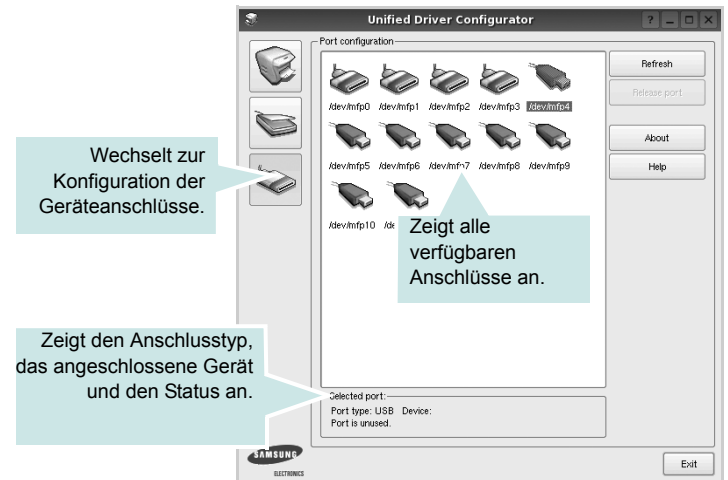 Unified Driver Configurator
Port configuration
/dev/mfp0 /dev/mfp1 /dev/mfp2 /dev/mfp3 /dev/mfp4
/dev/mfp5 /dev/mfp6 /dev/mfp7 /dev/mfp8 /dev/mfp9
/dev/mfp10
Refresh
Release port
About
Help
Wechselt zur
Konfiguration der
Geräteanschlüsse.
Zeigt alle
verfügbaren
Anschlüsse an.
Zeigt den Anschlusstyp,
das angeschlossene Gerät
und den Status an.
Selected port:
Port type: USB Device:
Port is unused.
SAMSUNG
ELECTRONICS
Exit